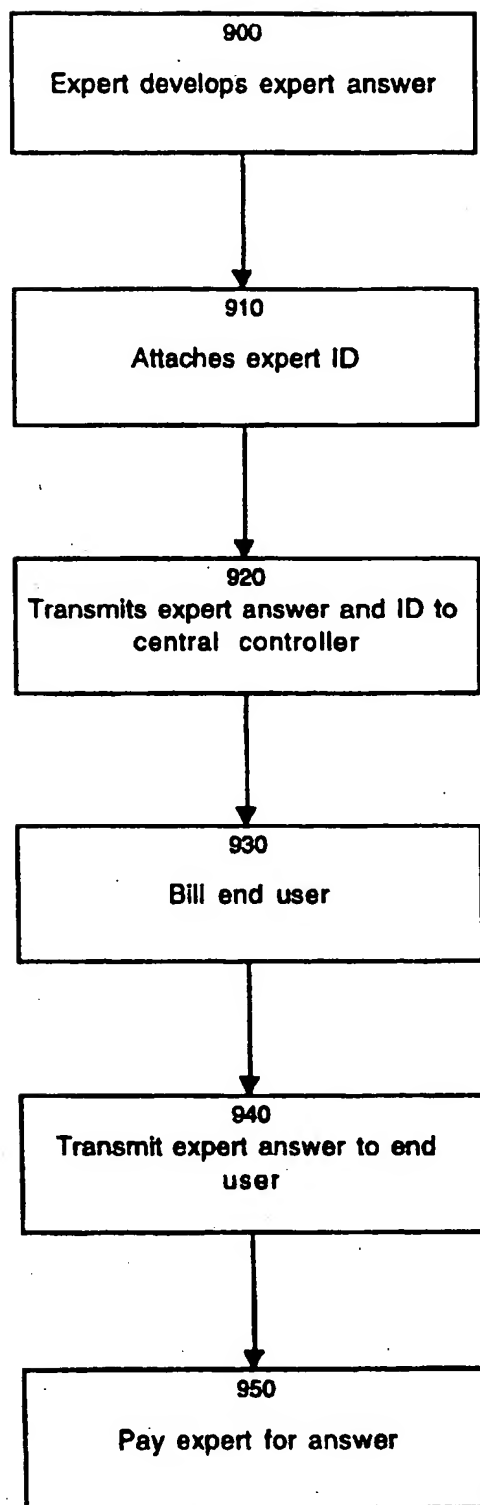 900
Expert develops expert answer
910
Attaches expert ID
920
Transmits expert answer and ID to
central controller
930
Bill end user
940
Transmit expert answer to end
user
950
Pay expert for answer